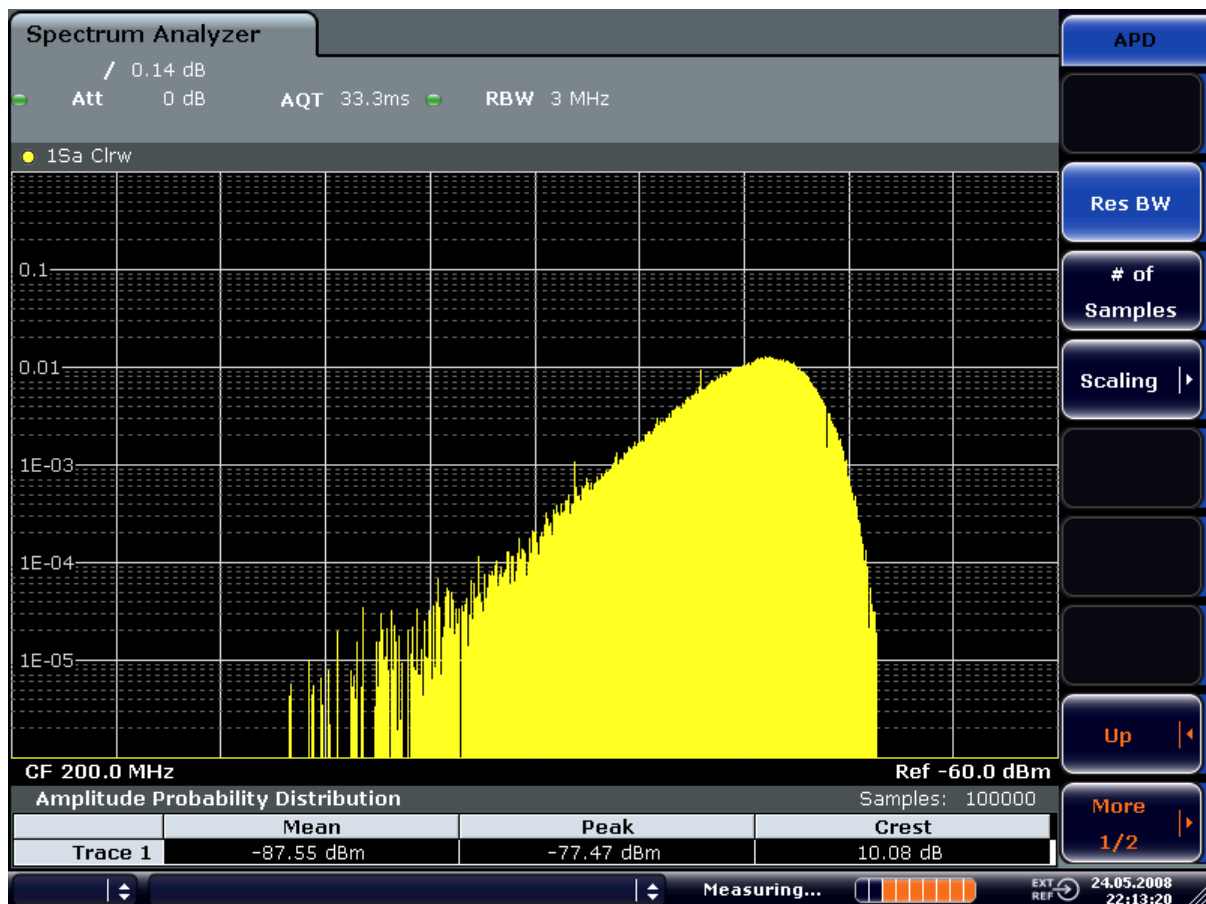 Spectrum Analyzer
/ 0.14 dB
Att 0 dB AQT 33.3ms RBW 3 MHz
1Sa Clrw
0.1
0.01
1E-03
1E-04
1E-05
CF 200.0 MHz Ref -60.0 dBm
Amplitude Probability Distribution Samples: 100000
Mean Peak Crest
Trace 1 -87.55 dBm -77.47 dBm 10.08 dB
Measuring...
EXT REF
24.05.2008
22:13:20
APD
Res BW
# of
Samples
Scaling
Up
More
1/2